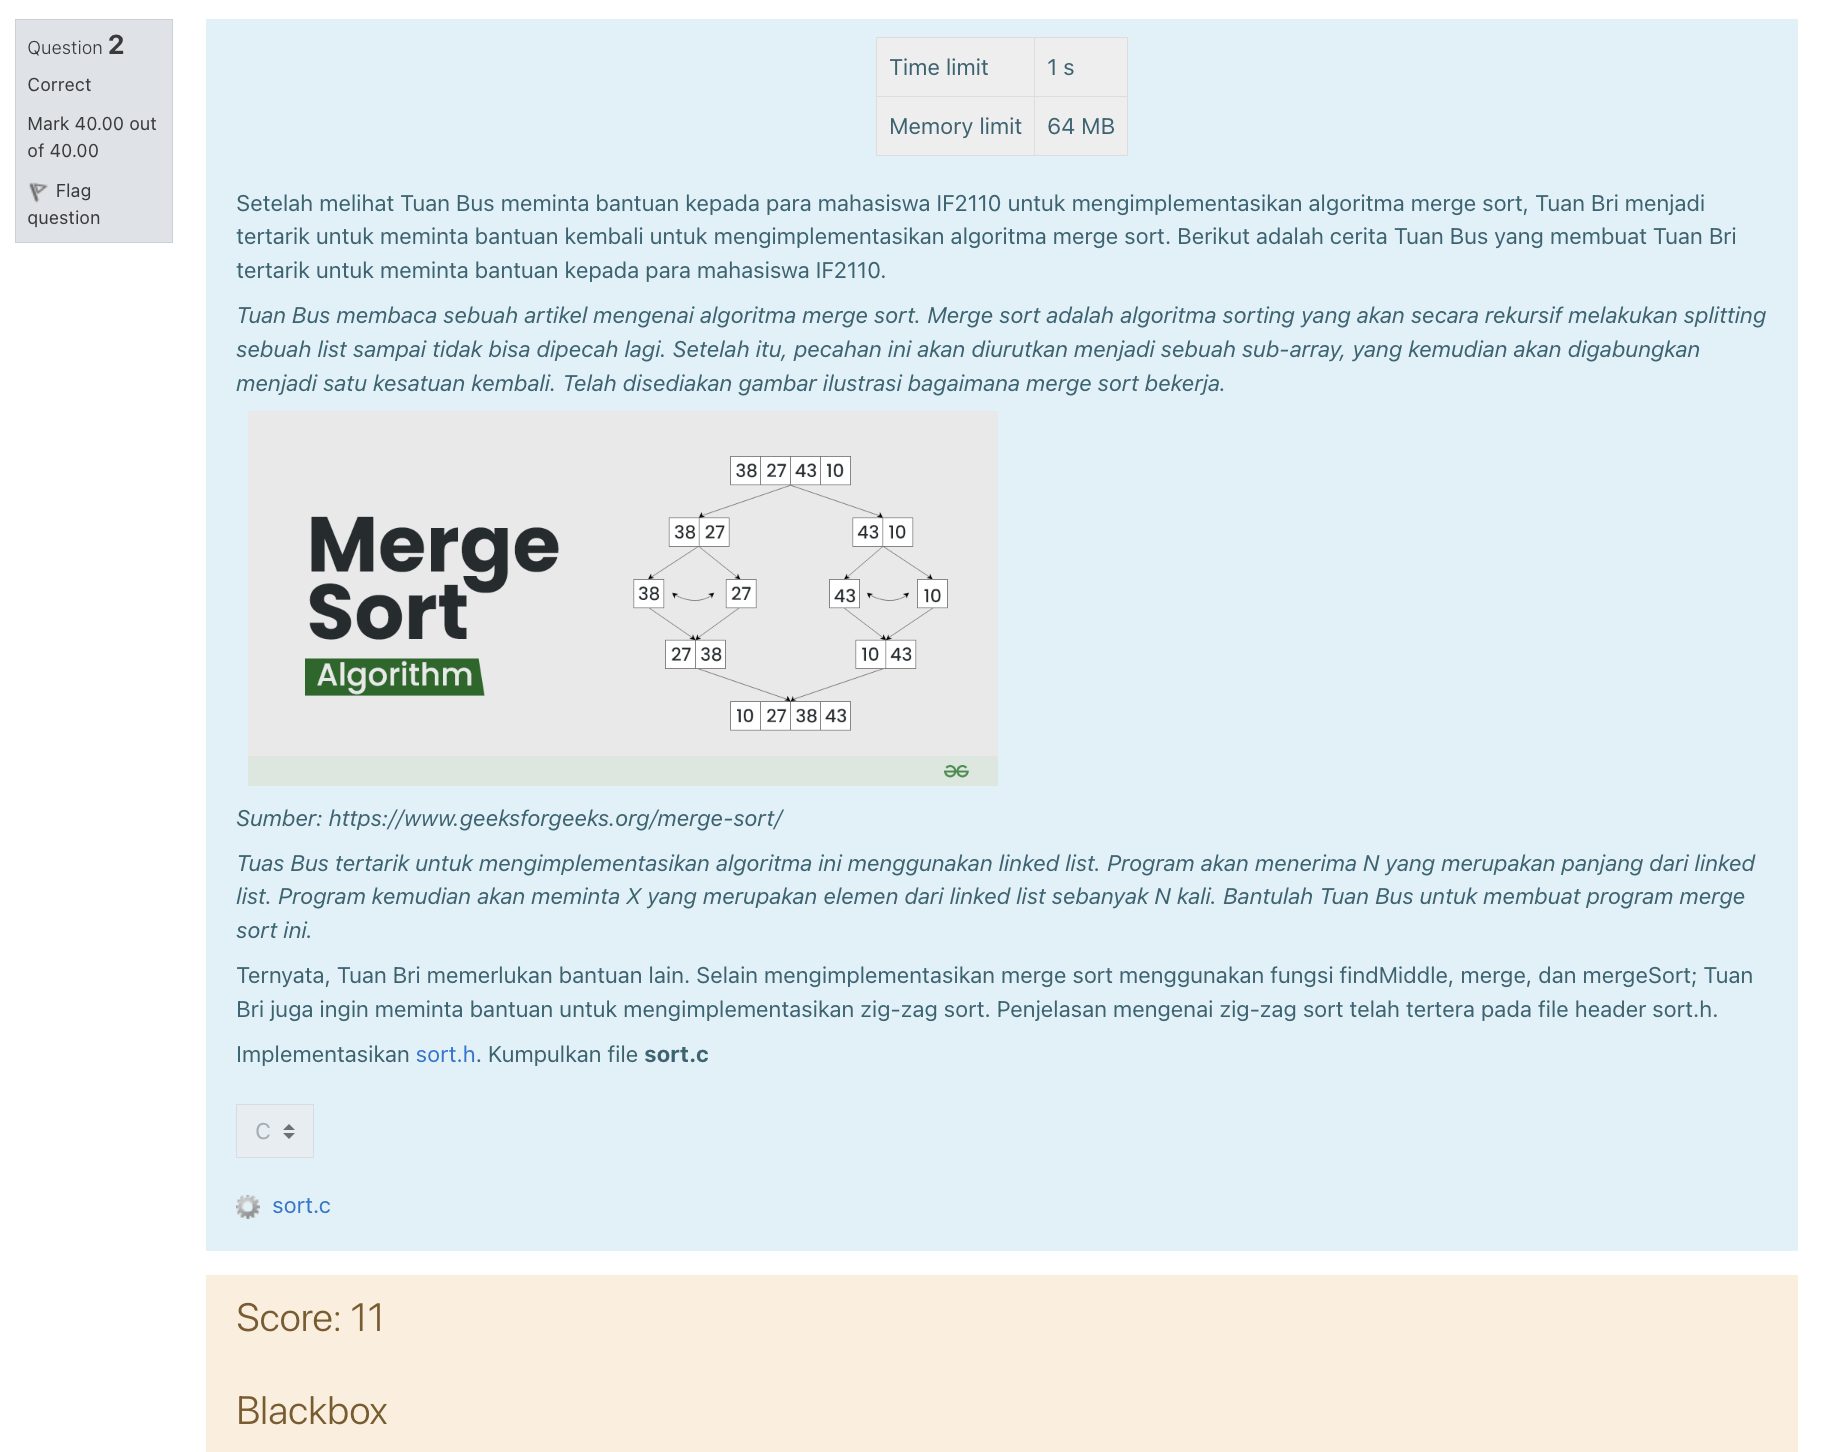 Question 2
Correct
Mark 40.00 out
of 40.00
Flag
question
Time limit 1 s
Memory limit 64 MB
Setelah melihat Tuan Bus meminta bantuan kepada para mahasiswa IF2110 untuk mengimplementasikan algoritma merge sort, Tuan Bri menjadi
tertarik untuk meminta bantuan kembali untuk mengimplementasikan algoritma merge sort. Berikut adalah cerita Tuan Bus yang membuat Tuan Bri
tertarik untuk meminta bantuan kepada para mahasiswa IF2110.
Tuan Bus membaca sebuah artikel mengenai algoritma merge sort. Merge sort adalah algoritma sorting yang akan secara rekursif melakukan splitting
sebuah list sampai tidak bisa dipecah lagi. Setelah itu, pecahan ini akan diurutkan menjadi sebuah sub-array, yang kemudian akan digabungkan
menjadi satu kesatuan kembali. Telah disediakan gambar ilustrasi bagaimana merge sort bekerja.
Merge
Sort
Algorithm
38 27 43 10
38 27 43 10
38 27 43 10
27 38 10 43
10 27 38 43
Sumber: https://www.geeksforgeeks.org/merge-sort/
Tuas Bus tertarik untuk mengimplementasikan algoritma ini menggunakan linked list. Program akan menerima N yang merupakan panjang dari linked
list. Program kemudian akan meminta X yang merupakan elemen dari linked list sebanyak N kali. Bantulah Tuan Bus untuk membuat program merge
sort ini.
Ternyata, Tuan Bri memerlukan bantuan lain. Selain mengimplementasikan merge sort menggunakan fungsi findMiddle, merge, dan mergeSort; Tuan
Bri juga ingin meminta bantuan untuk mengimplementasikan zig-zag sort. Penjelasan mengenai zig-zag sort telah tertera pada file header sort.h.
Implementasikan sort.h. Kumpulkan file sort.c
C
sort.c
Score: 11
Blackbox